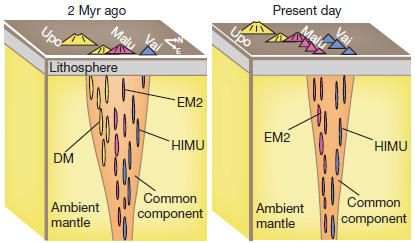 2 Myr ago
Upo
Malu
Vai
N
E
Lithosphere
EM2
HIMU
DM
Common
component
Ambient
mantle
Present day
Upo
Malu
Vai
EM2
HIMU
Common
component
Ambient
mantle